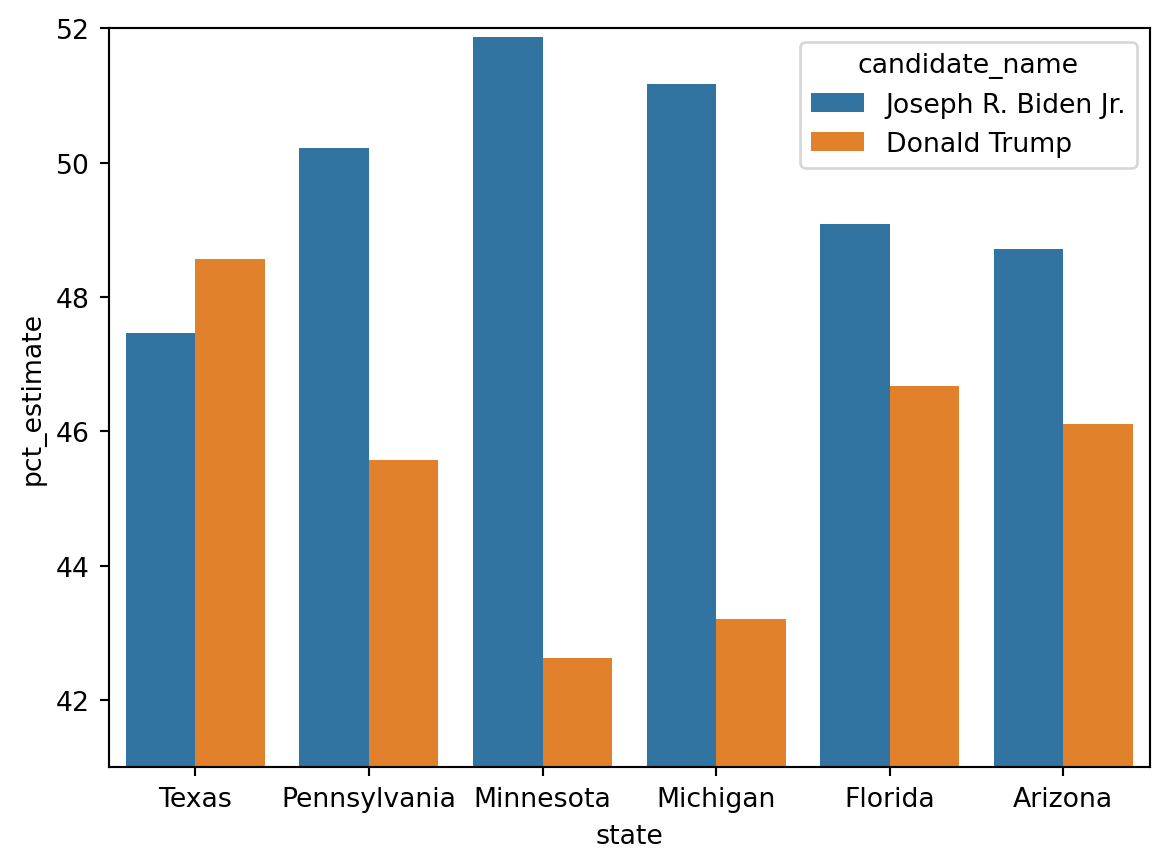 52
50
48
46
44
42
pct_estimate
candidate_name
Joseph R. Biden Jr.
Donald Trump
Texas Pennsylvania Minnesota Michigan Florida Arizona
state